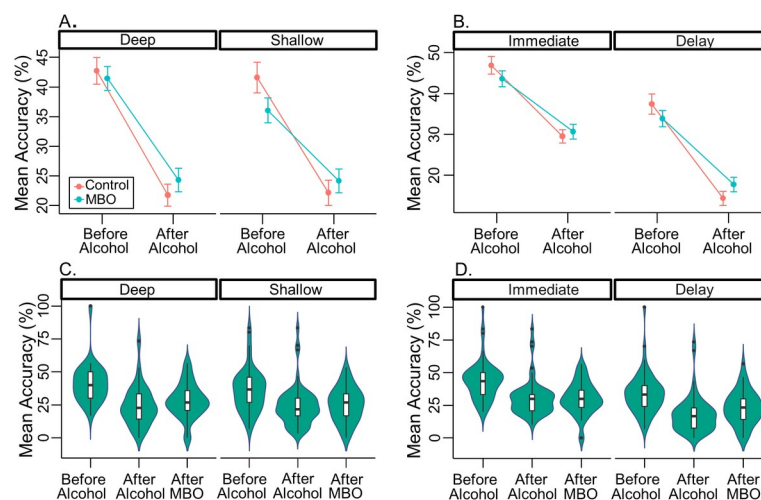 A.
Deep
Shallow
Mean Accuracy (%)
45
40
35
30
25
20
Control
MBO
Before
Alcohol
After
Alcohol
Before
Alcohol
After
Alcohol
B.
Immediate
Delay
Mean Accuracy (%)
50
40
30
20
Before
Alcohol
After
Alcohol
Before
Alcohol
After
Alcohol
C.
Deep
Shallow
Mean Accuracy (%)
100
75
50
25
0
Before
Alcohol
After
Alcohol
After
MBO
Before
Alcohol
After
Alcohol
After
MBO
D.
Immediate
Delay
Mean Accuracy (%)
100
75
50
25
0
Before
Alcohol
After
Alcohol
After
MBO
Before
Alcohol
After
Alcohol
After
MBO